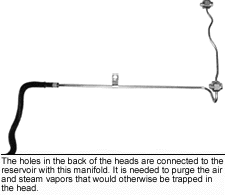 The holes in the back of the heads are connected to the
reservoir with this manifold. It is needed to purge the air
and steam vapors that would otherwise be trapped in
the head.